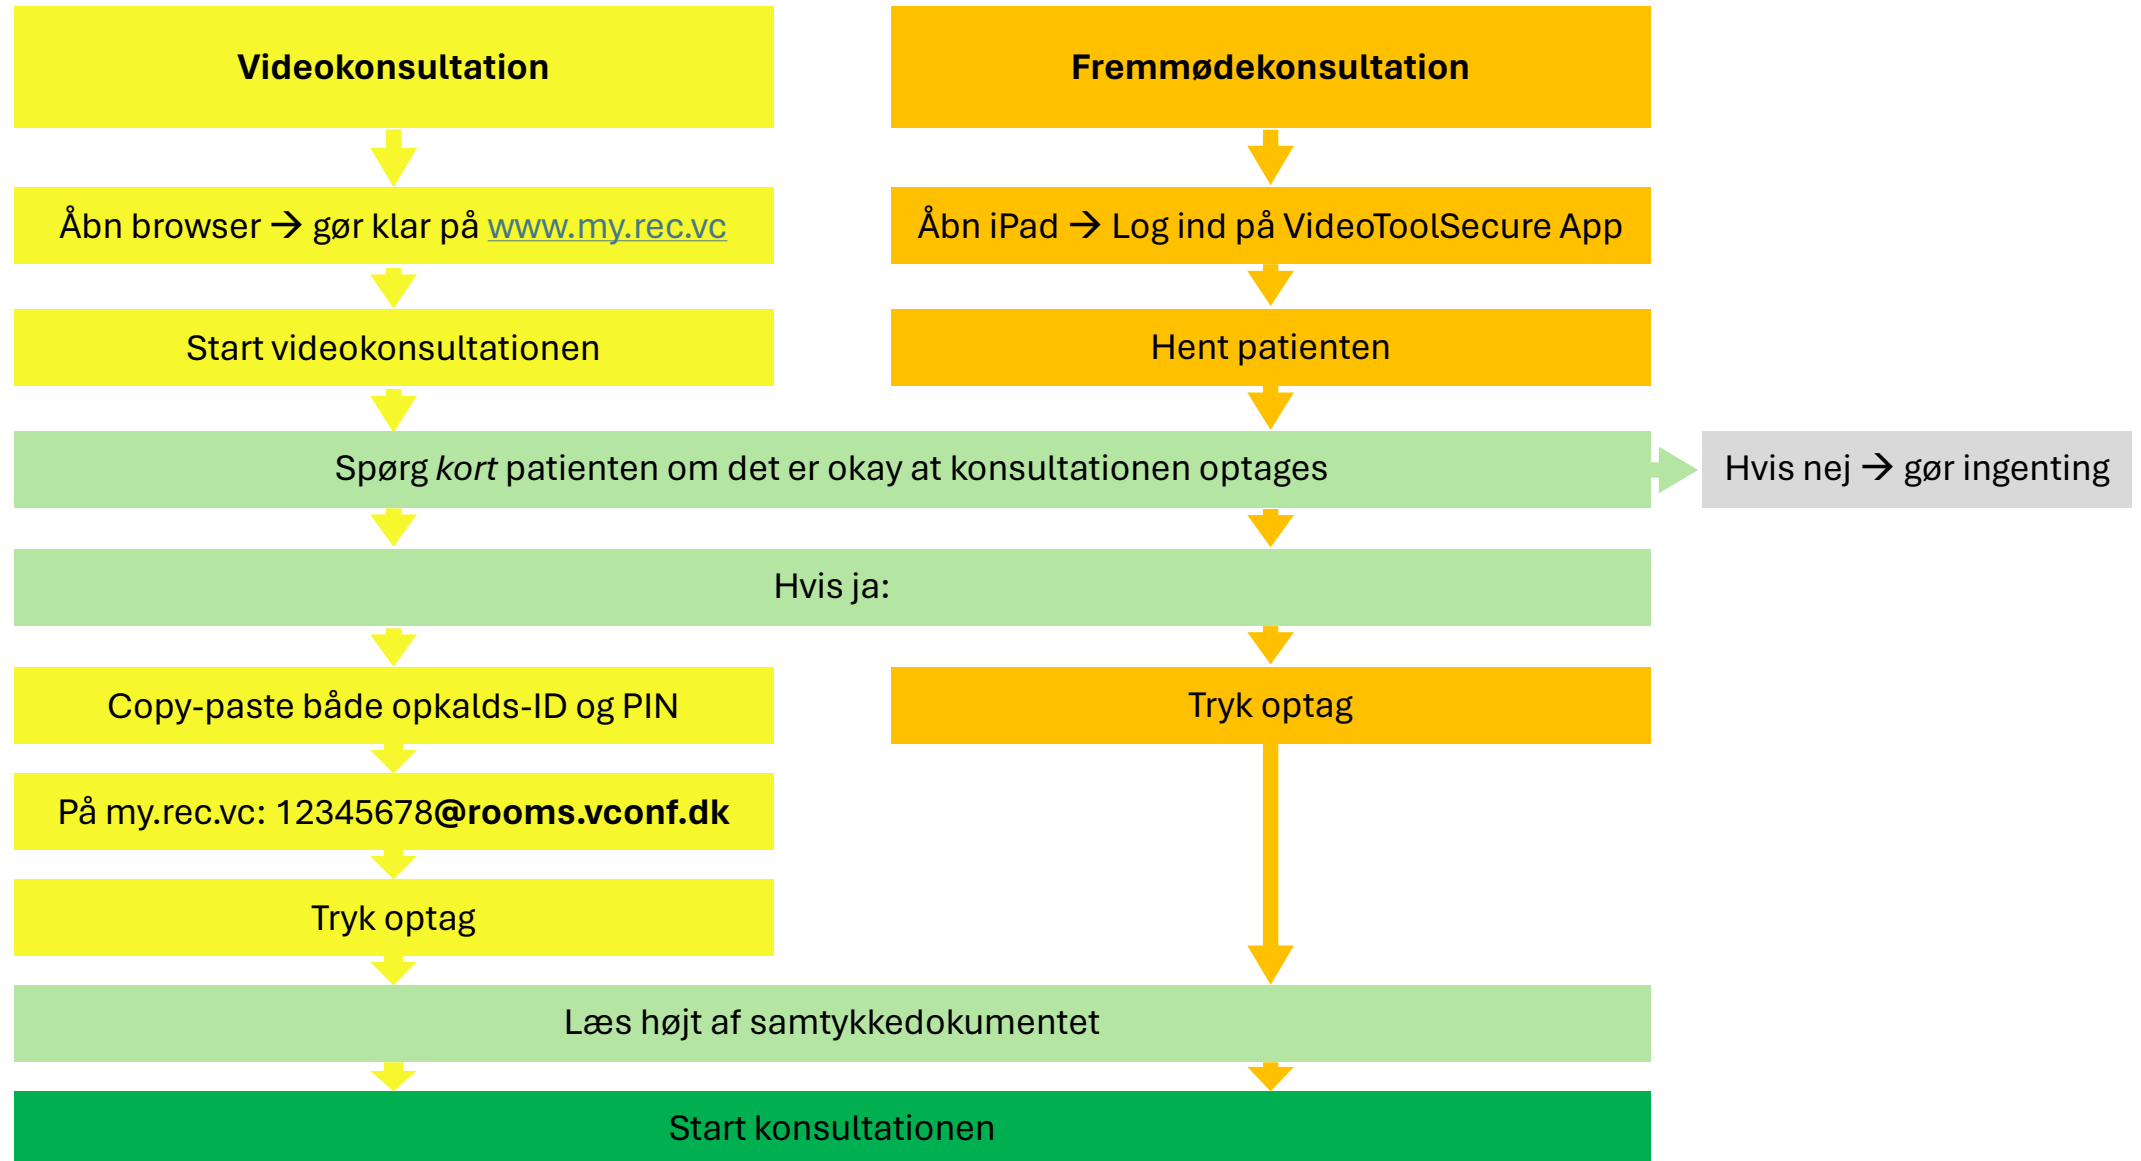 Videokonsultation
Fremmødekonsultation
Åbn browser → gør klar på www.my.rec.vc
Åbn iPad → Log ind på VideoToolSecure App
Start videokonsultationen
Hent patienten
Spørg kort patienten om det er okay at konsultationen optages
Hvis nej → gør ingenting
Hvis ja:
Copy-paste både opkalds-ID og PIN
Tryk optag
På my.rec.vc: 12345678@rooms.vconf.dk
Tryk optag
Læs højt af samtykkedokumentet
Start konsultationen